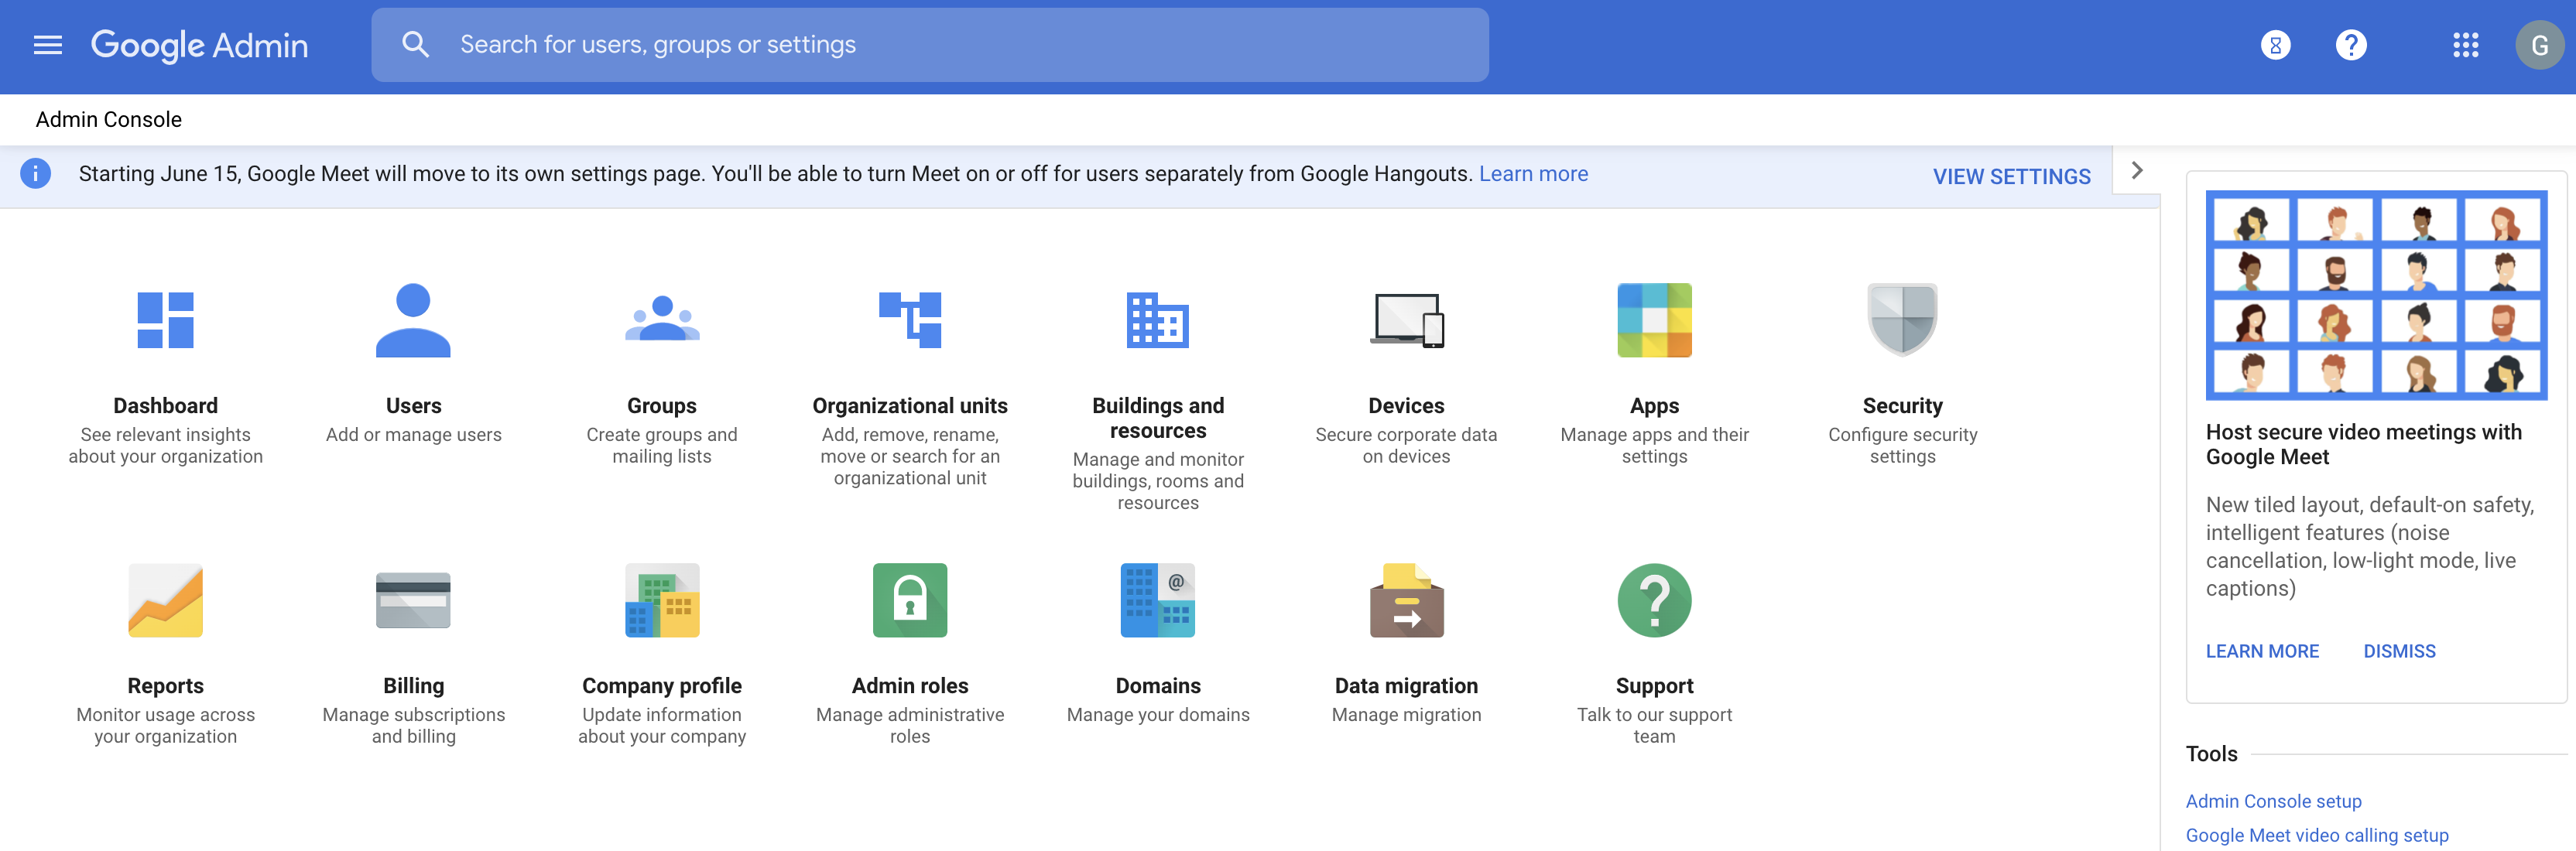 Google Admin
Search for users, groups or settings
G
Admin Console
Starting June 15, Google Meet will move to its own settings page. You'll be able to turn Meet on or off for users separately from Google Hangouts. Learn more
VIEW SETTINGS
Dashboard
See relevant insights
about your organization
Users
Add or manage users
Groups
Create groups and
mailing lists
Organizational units
Add, remove, rename,
move or search for an
organizational unit
Buildings and
resources
Manage and monitor
buildings, rooms and
resources
Devices
Secure corporate data
on devices
Apps
Manage apps and their
settings
Security
Configure security
settings
Reports
Monitor usage across
your organization
Billing
Manage subscriptions
and billing
Company profile
Update information
about your company
Admin roles
Manage administrative
roles
@
Domains
Manage your domains
Data migration
Manage migration
Support
Talk to our support
team
Host secure video meetings with
Google Meet
New tiled layout, default-on safety,
intelligent features (noise
cancellation, low-light mode, live
captions)
LEARN MORE
DISMISS
Tools
Admin Console setup
Google Meet video calling setup